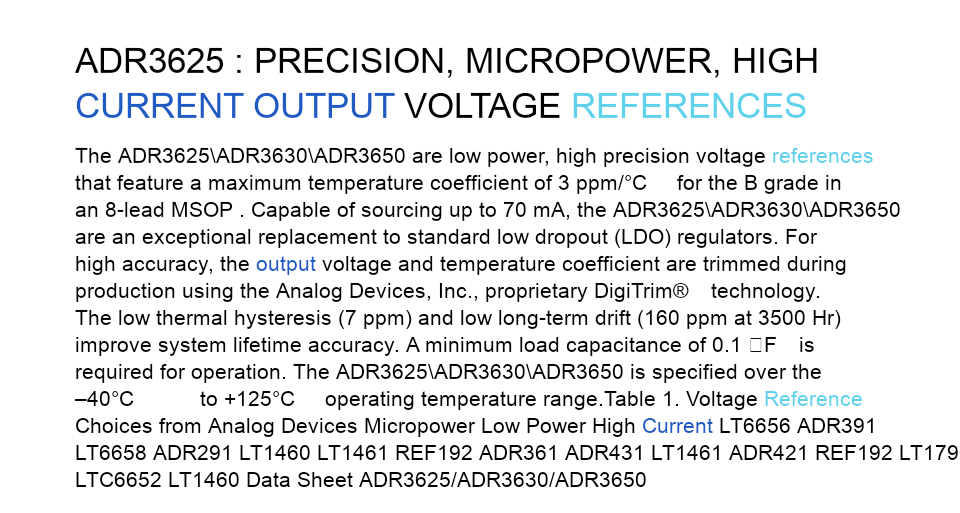 ADR3625 : PRECISION, MICROPOWER, HIGH
CURRENT OUTPUT VOLTAGE REFERENCES
The ADR3625\ADR3630\ADR3650 are low power, high precision voltage references
that feature a maximum temperature coefficient of 3 ppm/°C for the B grade in
an 8-lead MSOP . Capable of sourcing up to 70 mA, the ADR3625\ADR3630\ADR3650
are an exceptional replacement to standard low dropout (LDO) regulators. For
high accuracy, the output voltage and temperature coefficient are trimmed during
production using the Analog Devices, Inc., proprietary DigiTrim® technology.
The low thermal hysteresis (7 ppm) and low long-term drift (160 ppm at 3500 Hr)
improve system lifetime accuracy. A minimum load capacitance of 0.1 □F is
required for operation. The ADR3625\ADR3630\ADR3650 is specified over the
–40°C to +125°C operating temperature range.Table 1. Voltage Reference
Choices from Analog Devices Micropower Low Power High Current LT6656 ADR391
LT6658 ADR291 LT1460 LT1461 REF192 ADR361 ADR431 LT1461 ADR421 REF192 LT179
LTC6652 LT1460 Data Sheet ADR3625/ADR3630/ADR3650